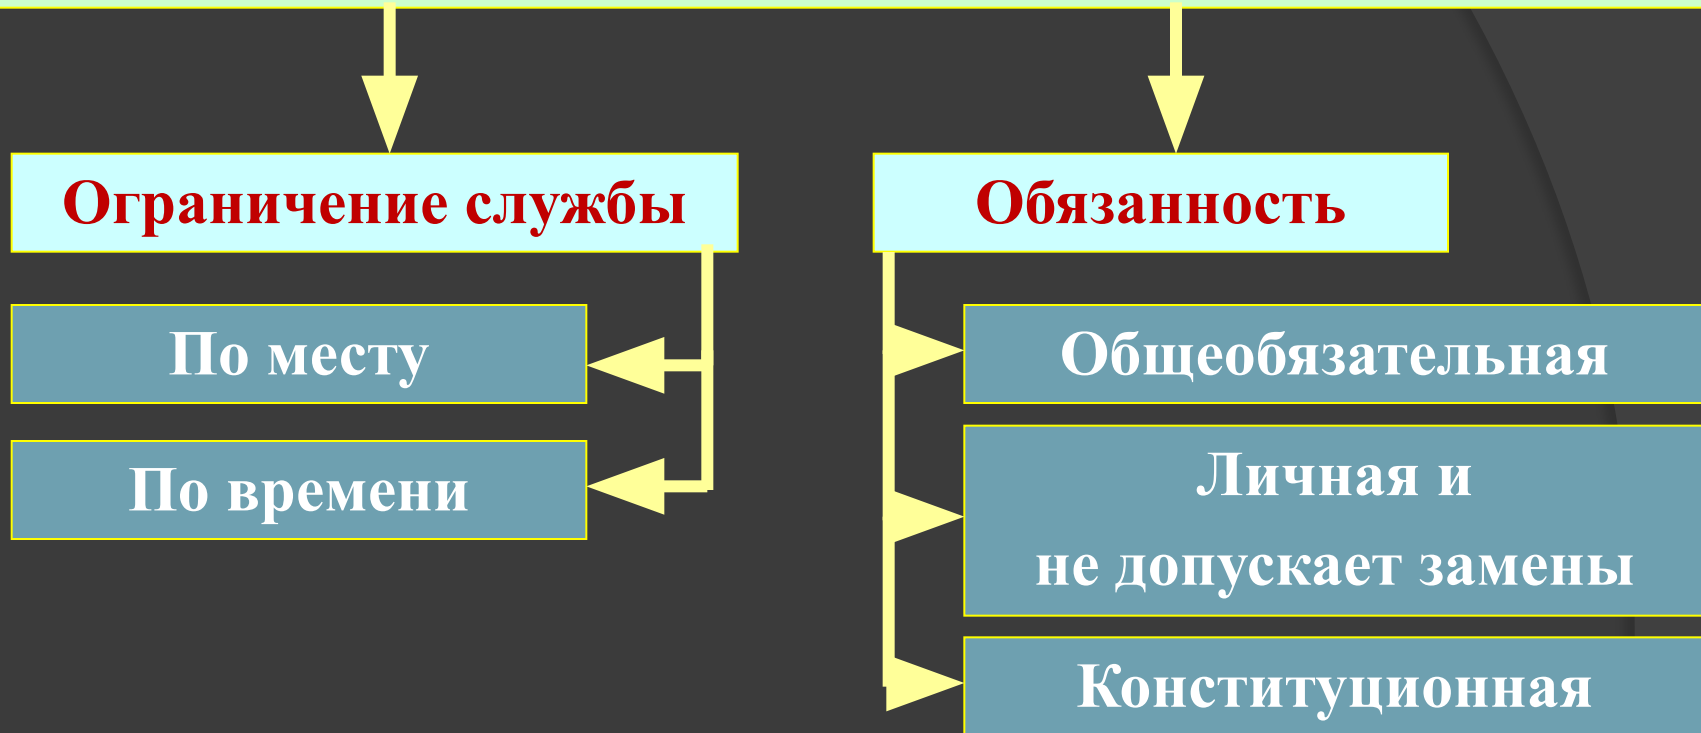 Ограничение службы
По месту
По времени
Обязанность
Общеобязательная
Личная и
не допускает замены
Конституционная